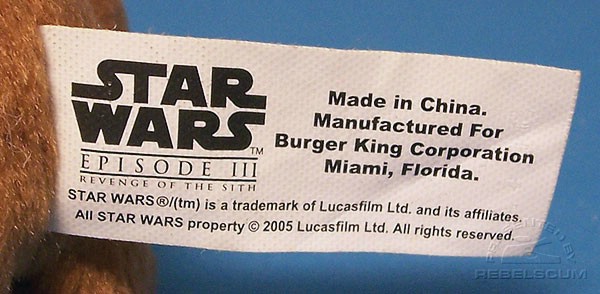 STAR
WARS™
EPISODE III
REVENGE OF THE SITH
Made in China.
Manufactured For
Burger King Corporation
Miami, Florida.
STAR WARS®/(tm) is a trademark of Lucasfilm Ltd. and its affiliates.
All STAR WARS property © 2005 Lucasfilm Ltd. All rights reserved.
REBELSCUM